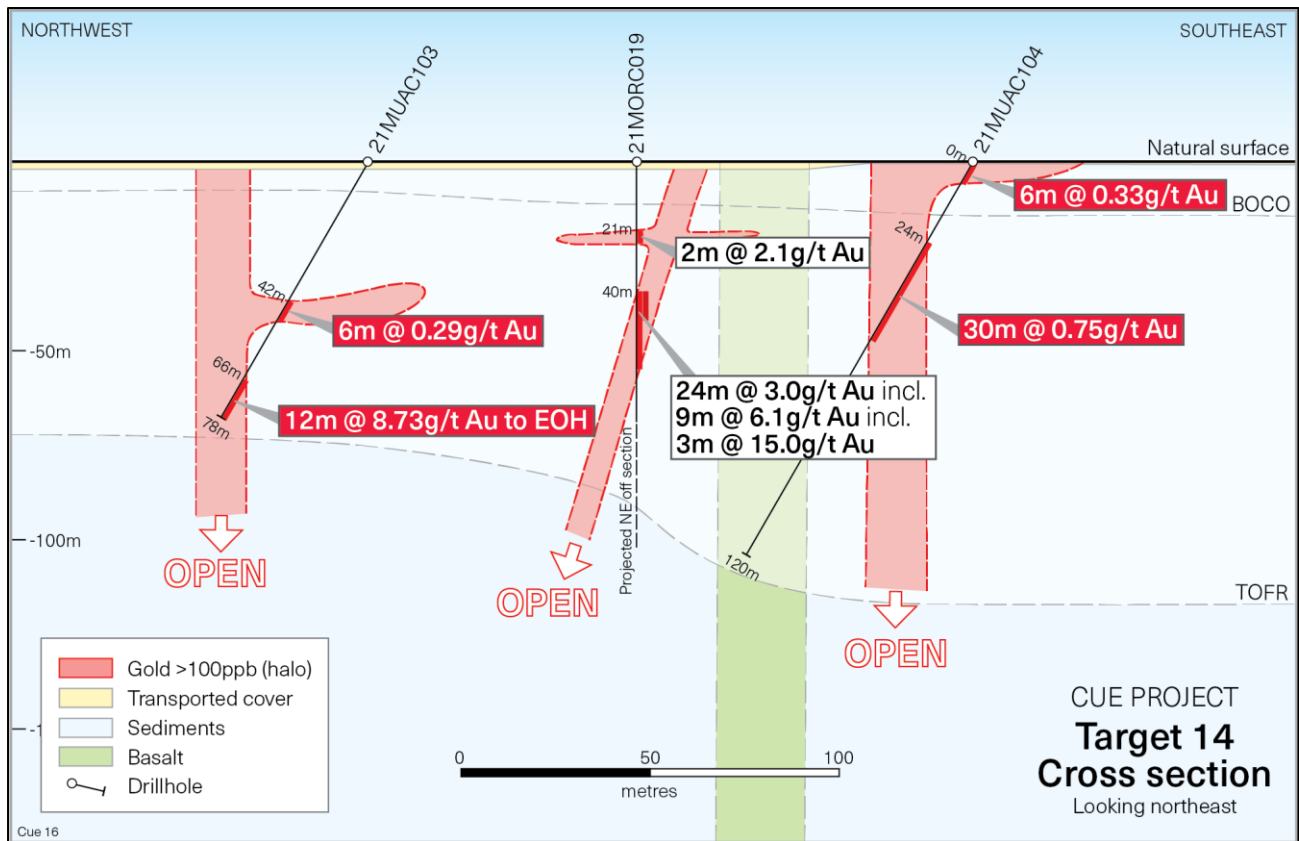 NORTHWEST
SOUTHEAST
21MUAC103
21MORC019
21MUAC104
Natural surface
0m
6m @ 0.33g/t Au
BOCO
21m
24m
2m @ 2.1g/t Au
42m
40m
6m @ 0.29g/t Au
30m @ 0.75g/t Au
-50m
66m
24m @ 3.0g/t Au incl.
9m @ 6.1g/t Au incl.
3m @ 15.0g/t Au
12m @ 8.73g/t Au to EOH
78m
Projected NE off section
-100m
120m
OPEN
OPEN
OPEN
TOFR
Gold >100ppb (halo)
Transported cover
Sediments
Basalt
Drillhole
0 50 100
metres
CUE PROJECT
Target 14
Cross section
Looking northeast
Cue 16